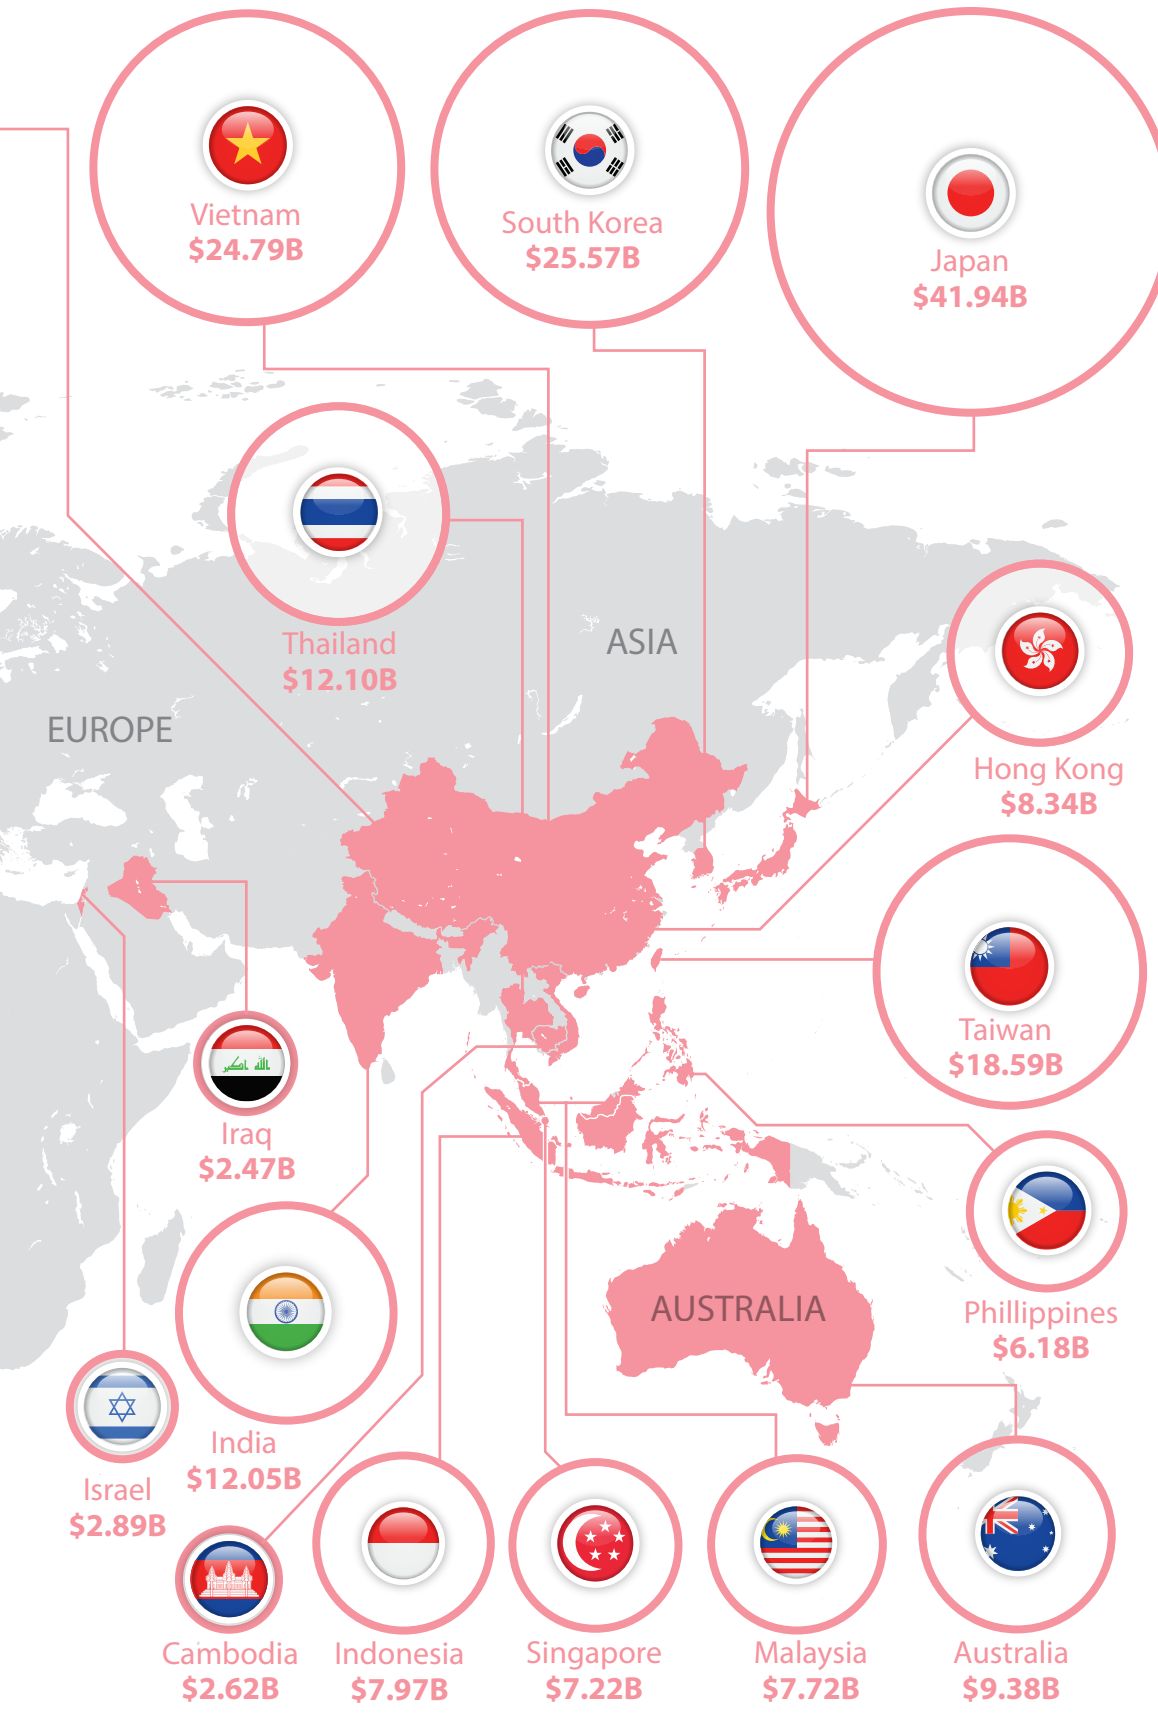 Vietnam
$24.79B
South Korea
$25.57B
Japan
$41.94B
Thailand
$12.10B
ASIA
EUROPE
Hong Kong
$8.34B
Taiwan
$18.59B
Iraq
$2.47B
AUSTRALIA
Phillippines
$6.18B
India
$12.05B
Israel
$2.89B
Cambodia
$2.62B
Indonesia
$7.97B
Singapore
$7.22B
Malaysia
$7.72B
Australia
$9.38B